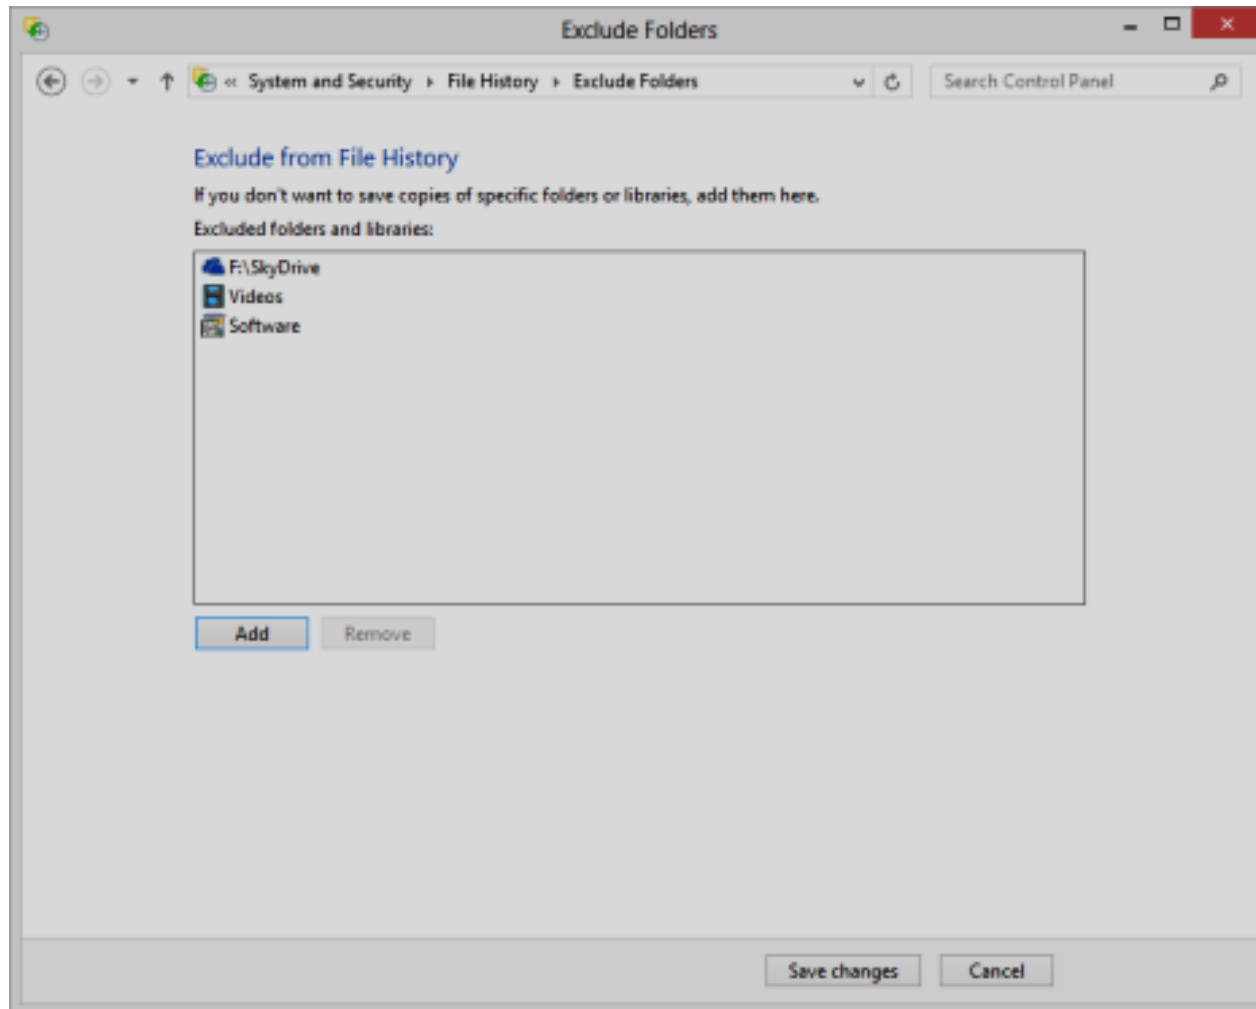 Exclude Folders
« System and Security File History Exclude Folders Search Control Panel
Exclude from File History
If you don't want to save copies of specific folders or libraries, add them here.
Excluded folders and libraries:
F:\SkyDrive
Videos
Software
Add Remove
Save changes Cancel